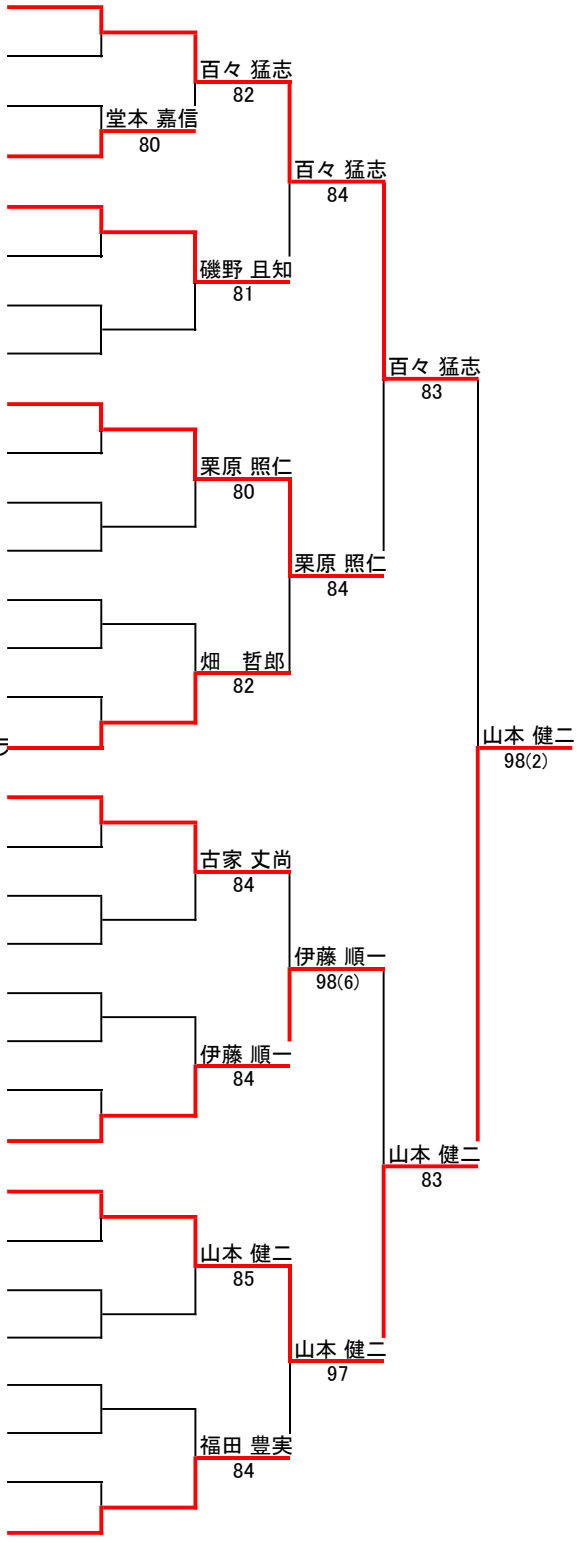 百々 猛志
82
堂本 嘉信
80
百々 猛志
84
磯野 且知
81
百々 猛志
83
栗原 照仁
80
栗原 照仁
84
畑　哲郎
82
山本 健二
98(2)
古家 丈尚
84
伊藤 順一
98(6)
伊藤 順一
84
山本 健二
83
山本 健二
85
山本 健二
97
福田 豊実
84